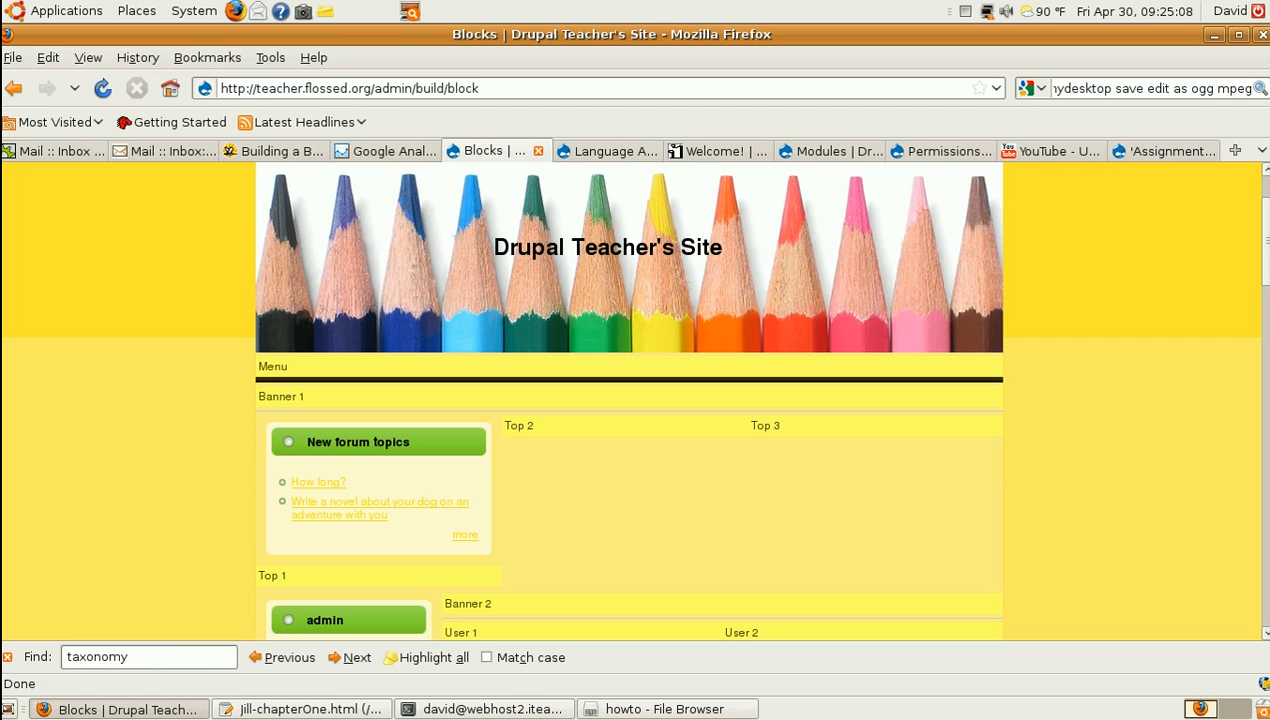 Applications Places System 90 °F Fri Apr 30, 09:25:08 David
Blocks | Drupal Teacher's Site - Mozilla Firefox
File Edit View History Bookmarks Tools Help
http://teacher.flossed.org/admin/build/block ydesktop save edit as ogg mpeg
Most Visited Getting Started Latest Headlines
Mail :: Inbox ... Mail :: Inbox:... Building a B... Google Anal... Blocks | ... Language A... Welcome! | ... Modules | Dr... Permissions... YouTube - U... 'Assignment...
Drupal Teacher's Site
Menu
Banner 1
Top 2 Top 3
New forum topics
How long?
Write a novel about your dog on an
adventure with you
more
Top 1
Banner 2
admin
User 1 User 2
Find: taxonomy Previous Next Highlight all Match case
Done
Blocks | Drupal Teach... Jill-chapterOne.html (/... david@webhost2.itea... howto - File Browser